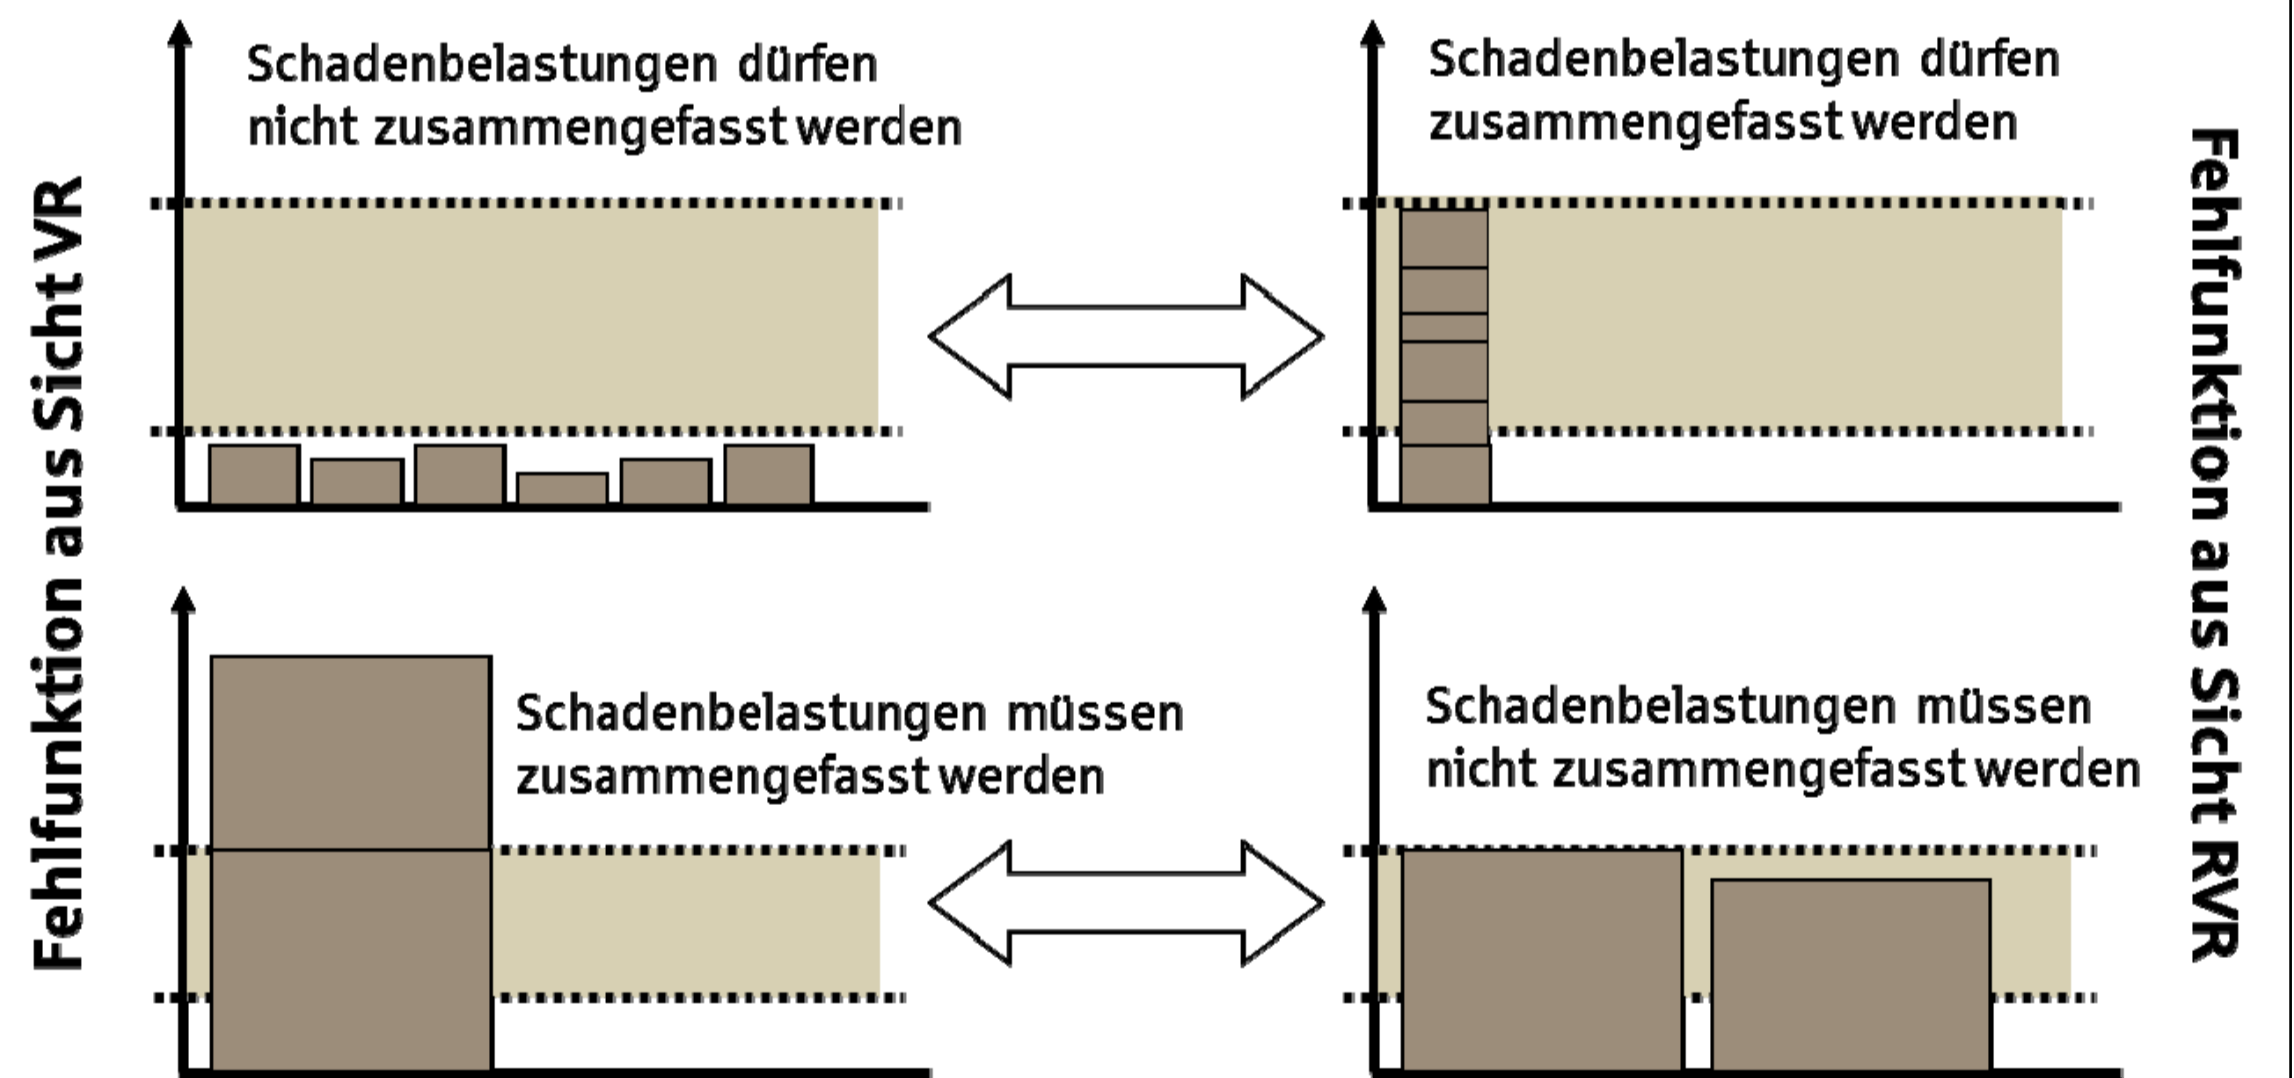 Fehlfunktion aus Sicht VR
Schadenbelastungen dürfen
nicht zusammengefasst werden
Schadenbelastungen dürfen
zusammengefasst werden
Schadenbelastungen müssen
zusammengefasst werden
Schadenbelastungen müssen
nicht zusammengefasst werden
Fehlfunktion aus Sicht RVR